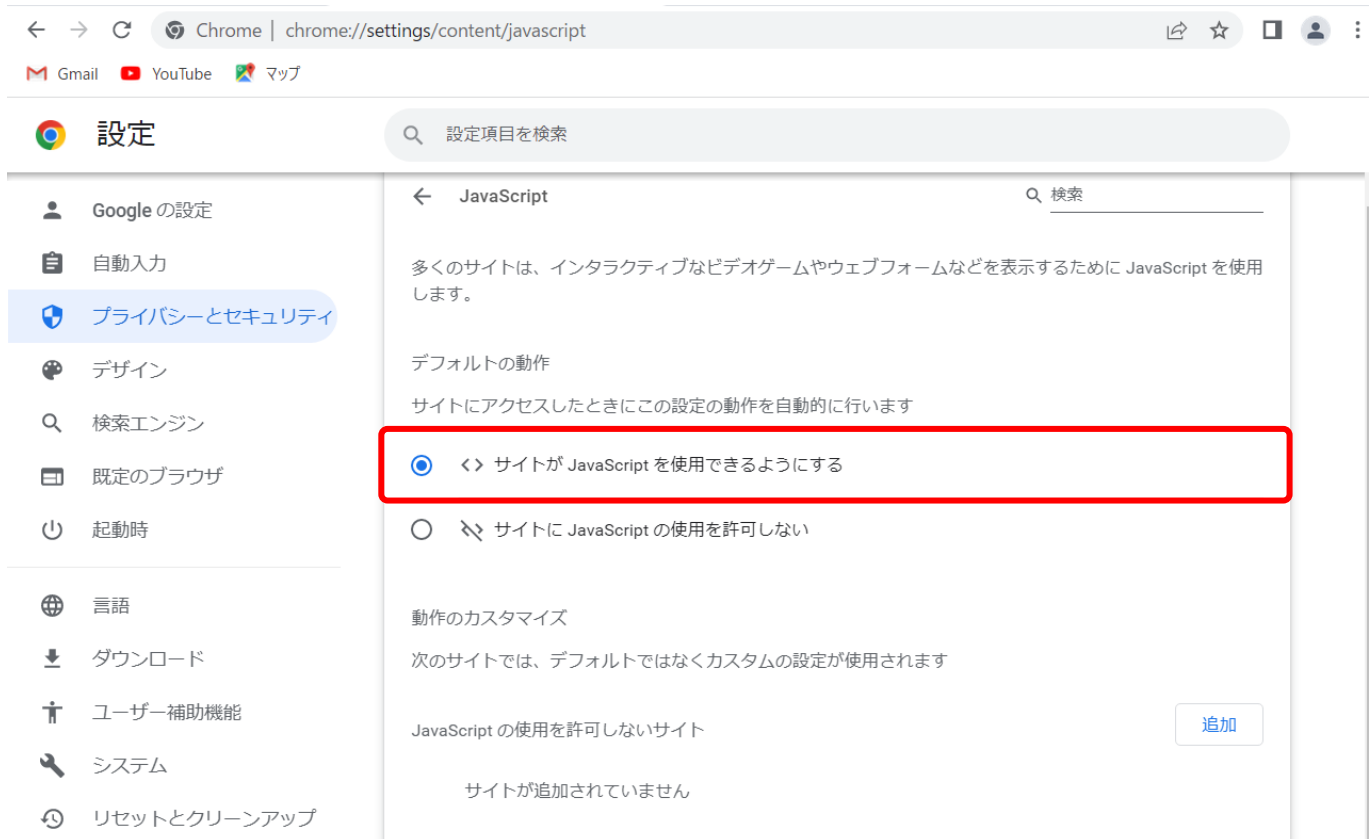 Chrome | chrome://settings/content/javascript
Gmail YouTube マップ
設定
設定項目を検索
Google の設定
自動入力
プライバシーとセキュリティ
デザイン
検索エンジン
既定のブラウザ
起動時
言語
ダウンロード
ユーザー補助機能
システム
リセットとクリーンアップ
JavaScript
検索
多くのサイトは、インタラクティブなビデオゲームやウェブフォームなどを表示するために JavaScript を使用
します。
デフォルトの動作
サイトにアクセスしたときにこの設定の動作を自動的に行います
サイトが JavaScript を使用できるようにする
サイトに JavaScript の使用を許可しない
動作のカスタマイズ
次のサイトでは、デフォルトではなくカスタムの設定が使用されます
JavaScript の使用を許可しないサイト
追加
サイトが追加されていません